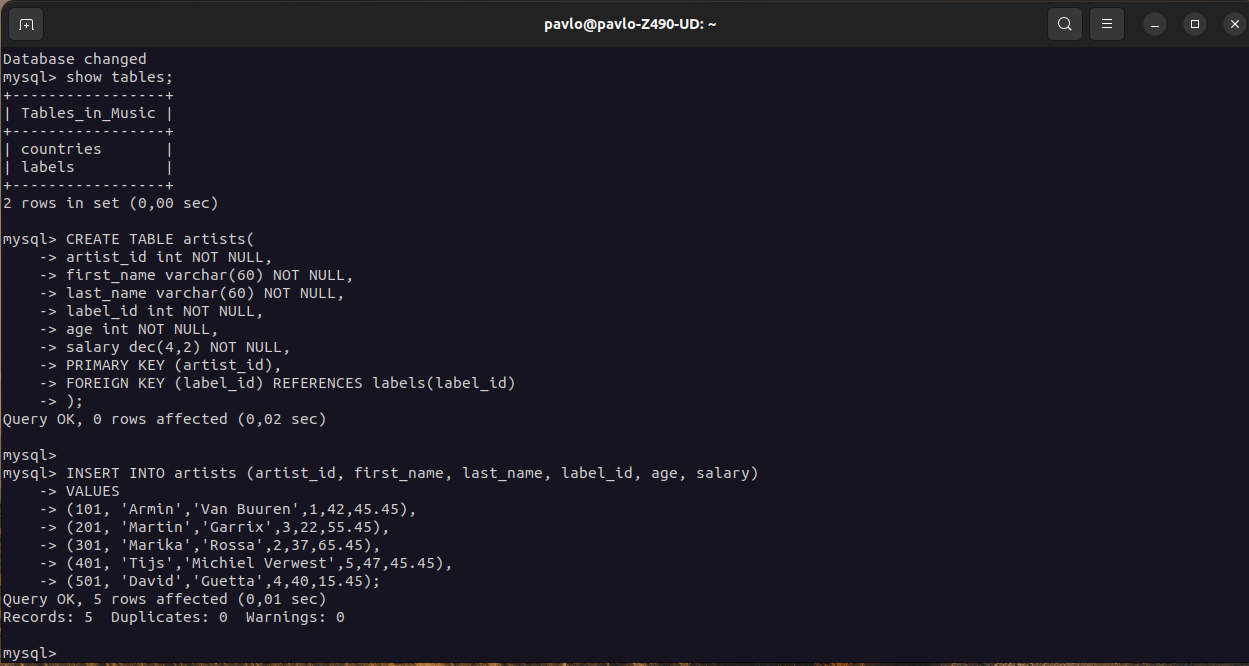 pavlo@pavlo-Z490-UD: ~
Database changed
mysql> show tables;
+-----------------+
| Tables_in_Music |
+-----------------+
| countries       |
| labels          |
+-----------------+
2 rows in set (0,00 sec)

mysql> CREATE TABLE artists(
    -> artist_id int NOT NULL,
    -> first_name varchar(60) NOT NULL,
    -> last_name varchar(60) NOT NULL,
    -> label_id int NOT NULL,
    -> age int NOT NULL,
    -> salary dec(4,2) NOT NULL,
    -> PRIMARY KEY (artist_id),
    -> FOREIGN KEY (label_id) REFERENCES labels(label_id)
    -> );
Query OK, 0 rows affected (0,02 sec)

mysql>
mysql> INSERT INTO artists (artist_id, first_name, last_name, label_id, age, salary)
    -> VALUES
    -> (101, 'Armin','Van Buuren',1,42,45.45),
    -> (201, 'Martin','Garrix',3,22,55.45),
    -> (301, 'Marika','Rossa',2,37,65.45),
    -> (401, 'Tijs','Michiel Verwest',5,47,45.45),
    -> (501, 'David','Guetta',4,40,15.45);
Query OK, 5 rows affected (0,01 sec)
Records: 5  Duplicates: 0  Warnings: 0

mysql>